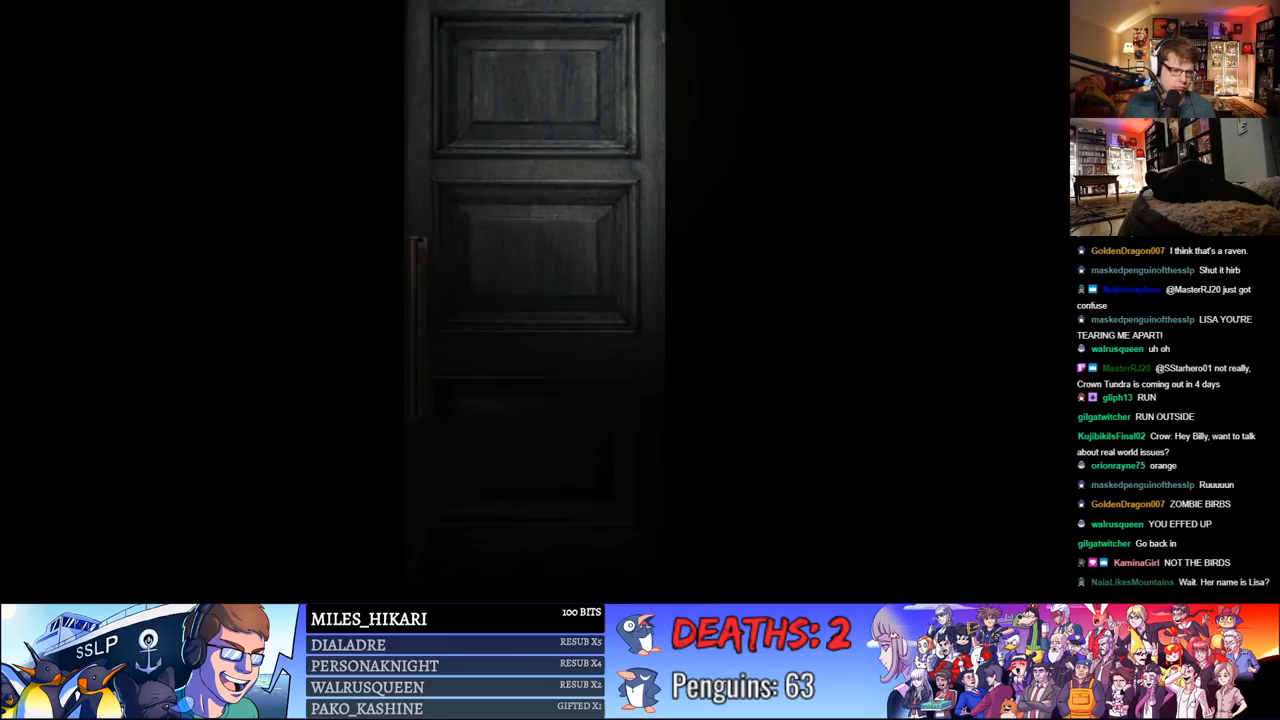 GoldenDragon007 I think that's a raven.
maskedpenguinofthesslp Shut it hirb
@MasterRJ20 just got
confuse
maskedpenguinofthesslp LISA YOU'RE
TEARING ME APART!
walrusqueen uh oh
MasterRJ20 @SStarhero01 not really,
Crown Tundra is coming out in 4 days
gliph13 RUN
gilgatwitcher RUN OUTSIDE
KujibikiIsFinal02 Crow: Hey Billy, want to talk
about real world issues?
orionrayne75 orange
maskedpenguinofthesslp Ruuuuun
GoldenDragon007 ZOMBIE BIRBS
walrusqueen YOU EFFED UP
gilgatwitcher Go back in
KaminaGirl NOT THE BIRDS
NaiaLikesMountains Wait. Her name is Lisa?
SSLP
MILES_HIKARI 100 BITS
DIALADRE RESUB X5
PERSONAKNIGHT RESUB X4
WALRUSQUEEN RESUB X2
PAKO_KASHINE GIFTED X1
DEATHS: 2
Penguins: 63